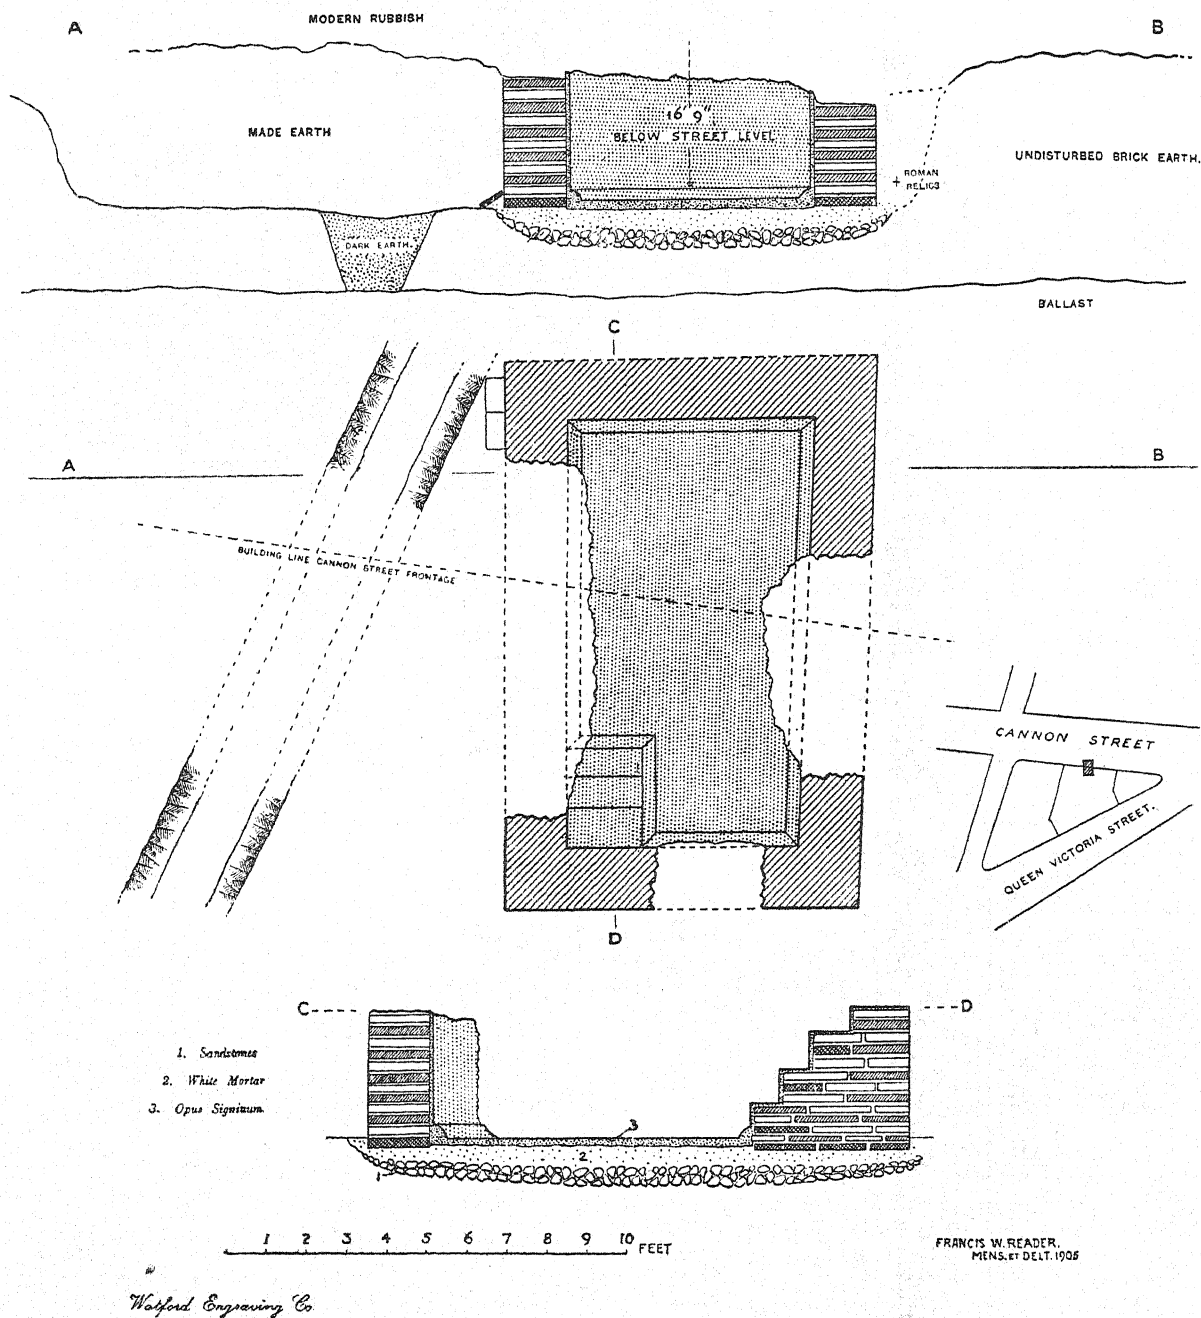 A
MODERN RUBBISH
B
MADE EARTH
16' 9"
BELOW STREET LEVEL
UNDISTURBED BRICK EARTH.
+ ROMAN
RELICS
DARK EARTH.
BALLAST
C
A
B
BUILDING LINE CANNON STREET FRONTAGE
CANNON STREET
QUEEN VICTORIA STREET.
D
C
D
1. Sandstones
2. White Mortar
3. Opus Signinum.
3
2
1
1 2 3 4 5 6 7 8 9 10 FEET
FRANCIS W. READER.
MENS. ET DELT. 1905
Watford Engraving Co.